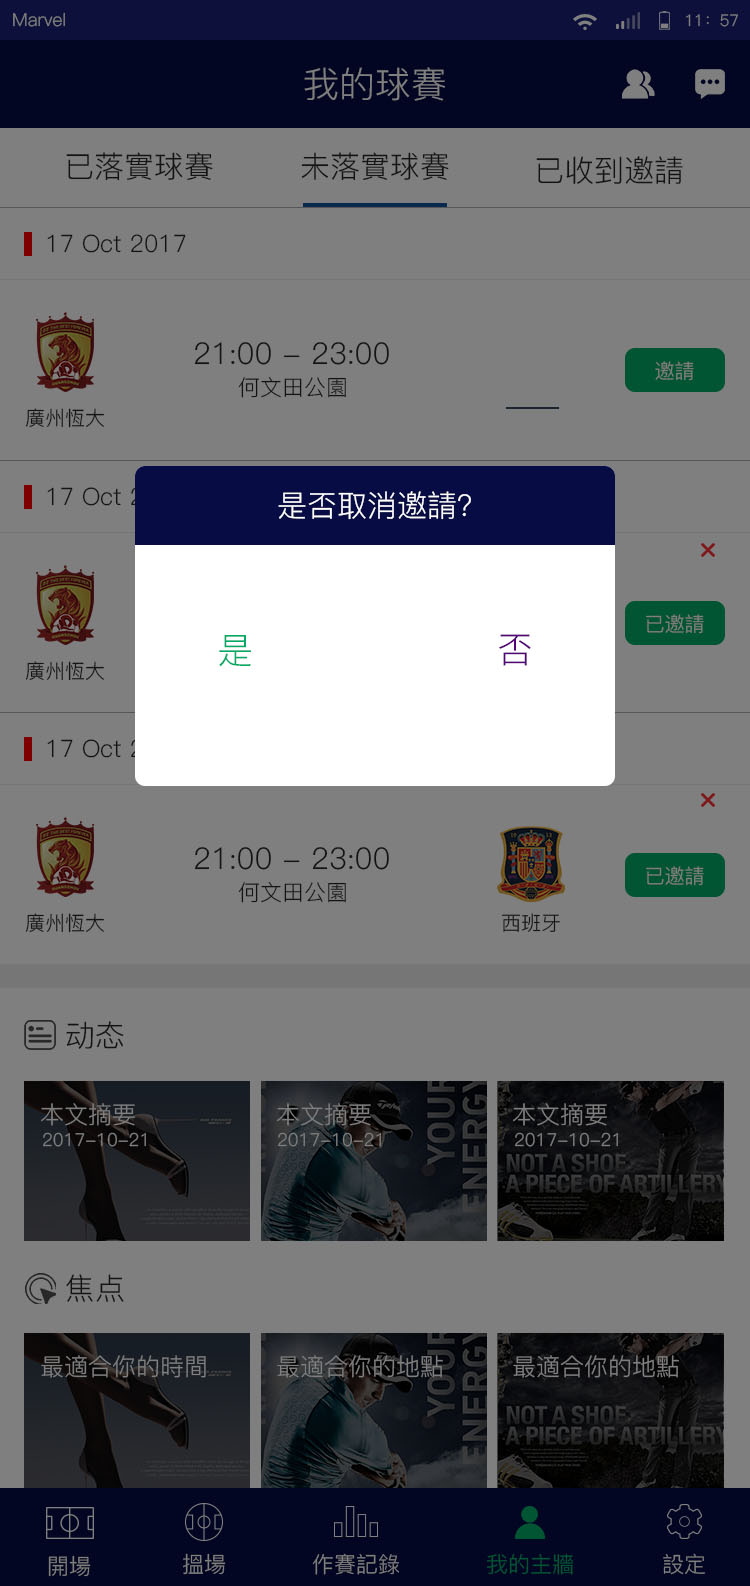 Marvel
11: 57
我的球賽
已落實球賽
未落實球賽
已收到邀請
17 Oct 2017
21:00 – 23:00
何文田公園
邀請
廣州恆大
17 Oct
是否取消邀請?
已邀請
廣州恆大
是
否
17 Oct
21:00 – 23:00
何文田公園
已邀請
廣州恆大
西班牙
动态
本文摘要
2017-10-21
本文摘要
2017-10-21
YOUR
ENERGY
本文摘要
2017-10-21
NOT A SHOE,
A PIECE OF ARTILLERY
焦点
最適合你的時間
最適合你的地點
YOUR
ENERGY
最適合你的地點
NOT A SHOE,
A PIECE OF ARTILLERY
開場
搵場
作賽記錄
我的主牆
設定